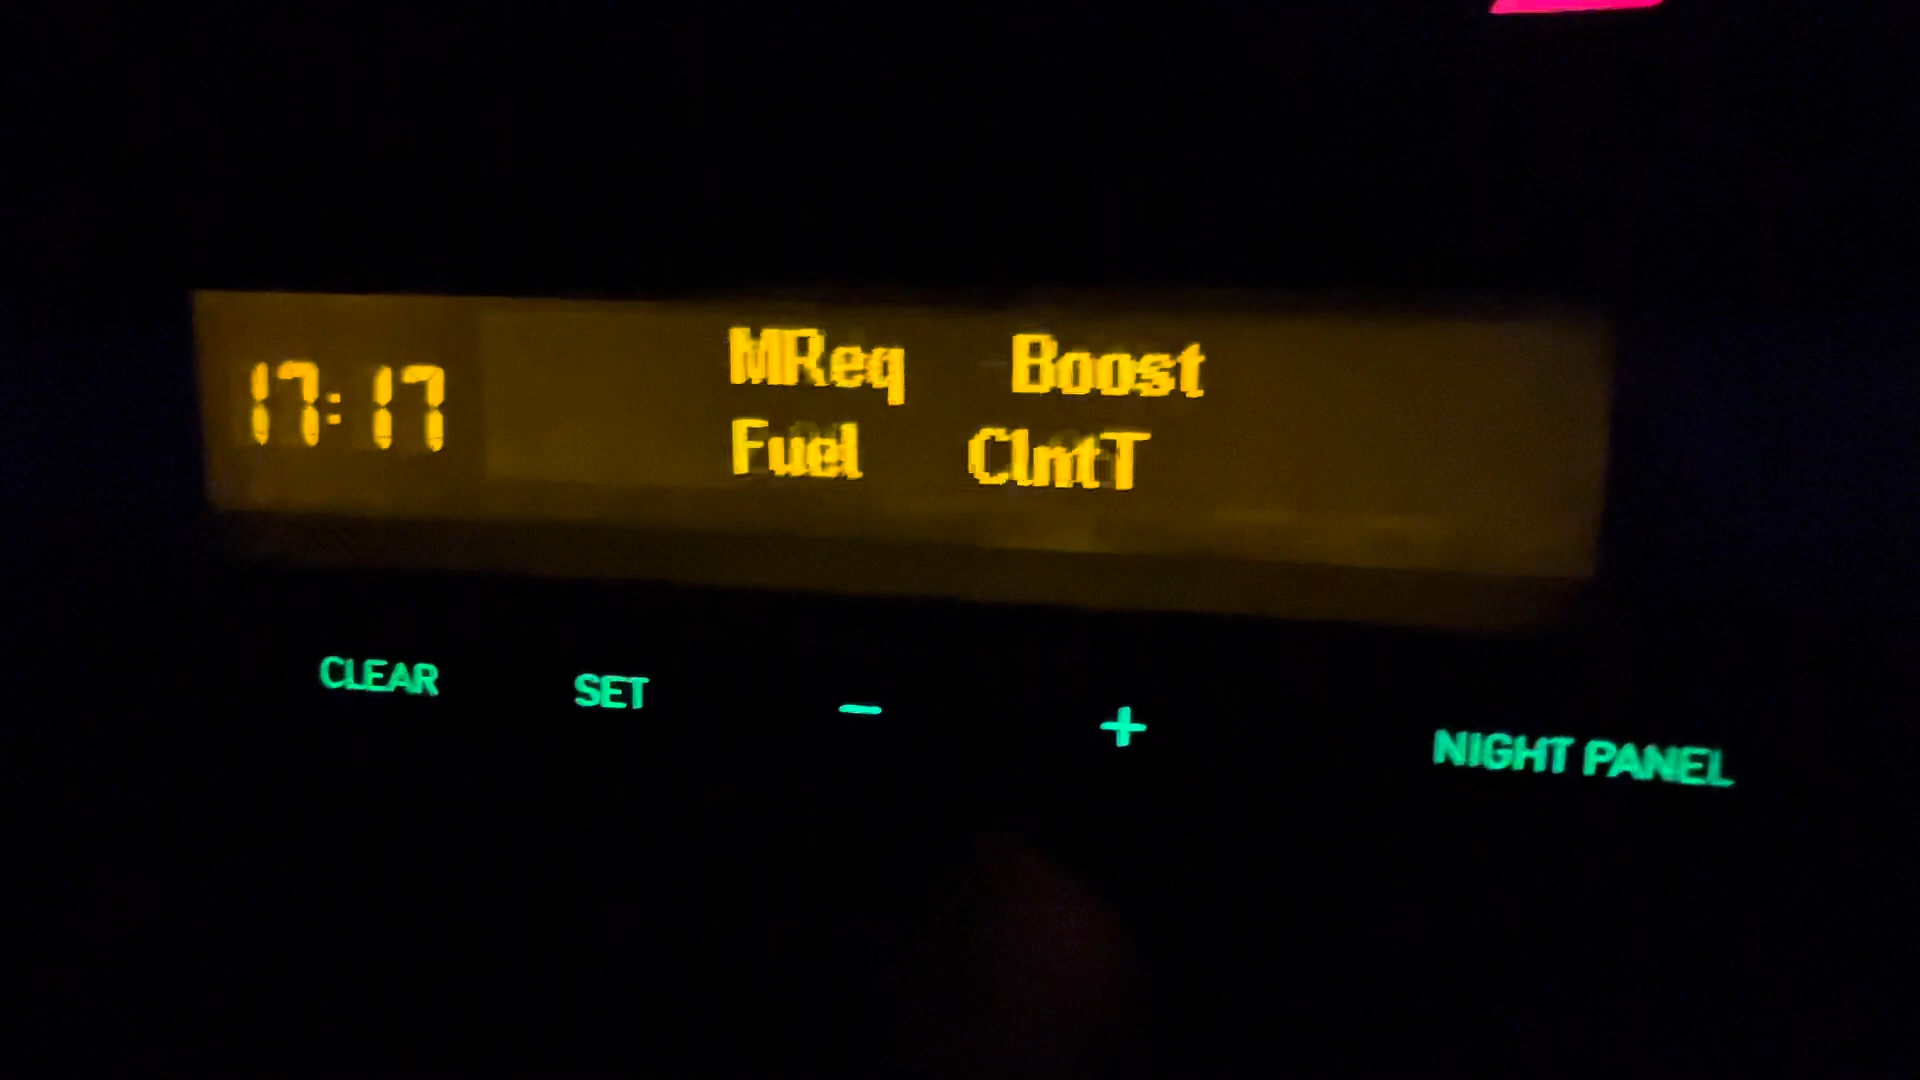 17:17
MReq Boost
Fuel ClntT
CLEAR SET - +
NIGHT PANEL